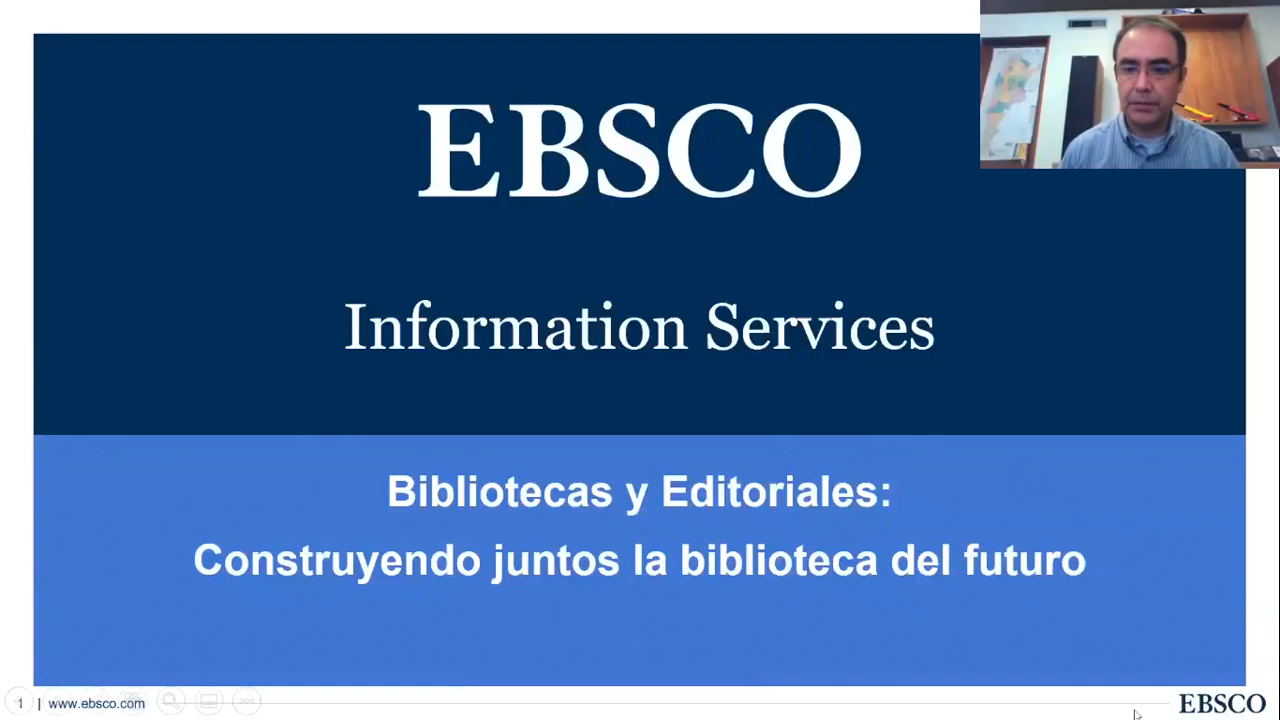 EBSCO
Information Services
Bibliotecas y Editoriales:
Construyendo juntos la biblioteca del futuro
1 | www.ebsco.com
EBSCO